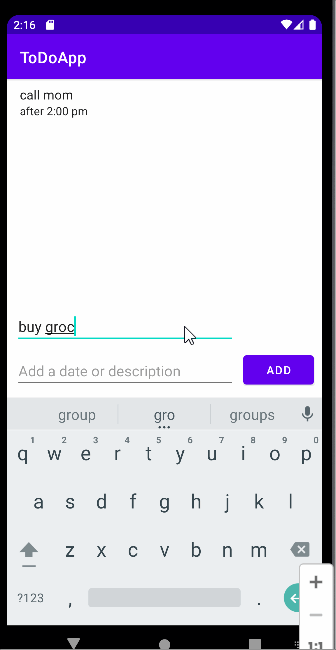 2:16
ToDoApp
call mom
after 2:00 pm
buy groc
Add a date or description
ADD
group gro groups
1 2 3 4 5 6 7 8 9 0
q w e r t y u i o p
a s d f g h j k l
z x c v b n m
?123 , .
1:1